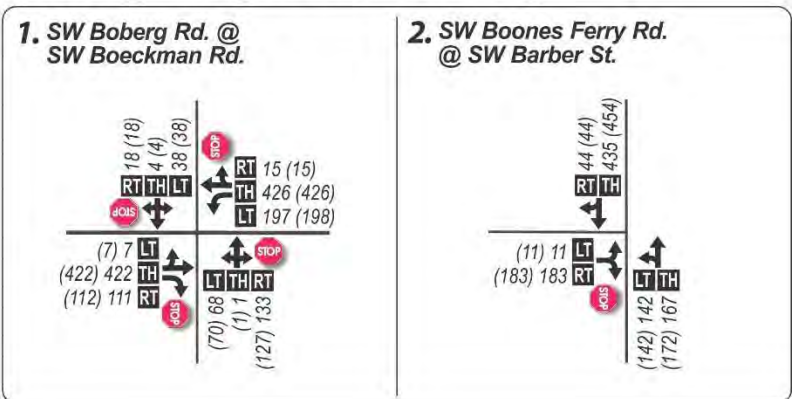 1. SW Boberg Rd. @
SW Boeckman Rd.
18 (18)
4 (4)
38 (38)
RT TH LT
STOP
STOP
RT 15 (15)
TH 426 (426)
LT 197 (198)
(7) 7 LT
(422) 422 TH
(112) 111 RT
STOP
STOP
LT TH RT
(70) 68
(1) 1
(127) 133
2. SW Boones Ferry Rd.
@ SW Barber St.
44 (44)
435 (454)
RT TH
(11) 11 LT
(183) 183 RT
STOP
LT TH
(142) 142
(172) 167